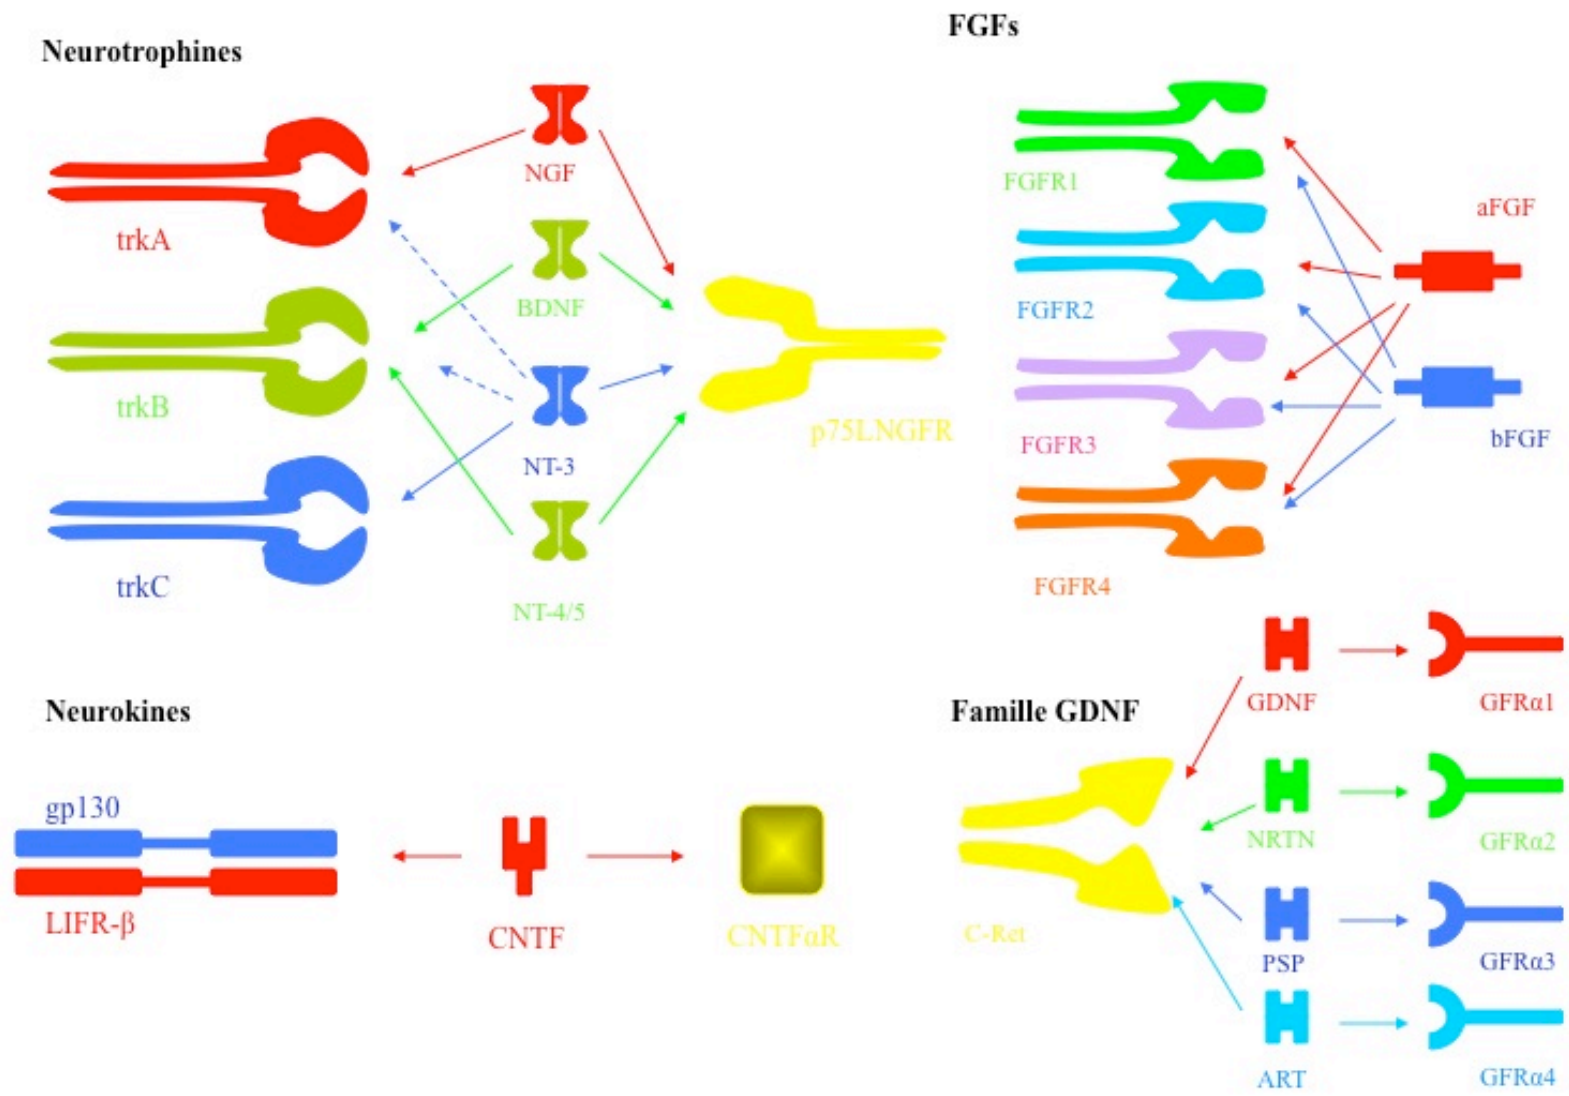 Neurotrophines
NGF
trkA
BDNF
trkB
p75LNGFR
NT-3
trkC
NT-4/5
FGFs
FGFR1
aFGF
FGFR2
FGFR3
bFGF
FGFR4
Neurokines
gp130
LIFR-β
CNTF
CNTFαR
Famille GDNF
GDNF
GFRα1
NRTN
GFRα2
C-Ret
PSP
GFRα3
ART
GFRα4